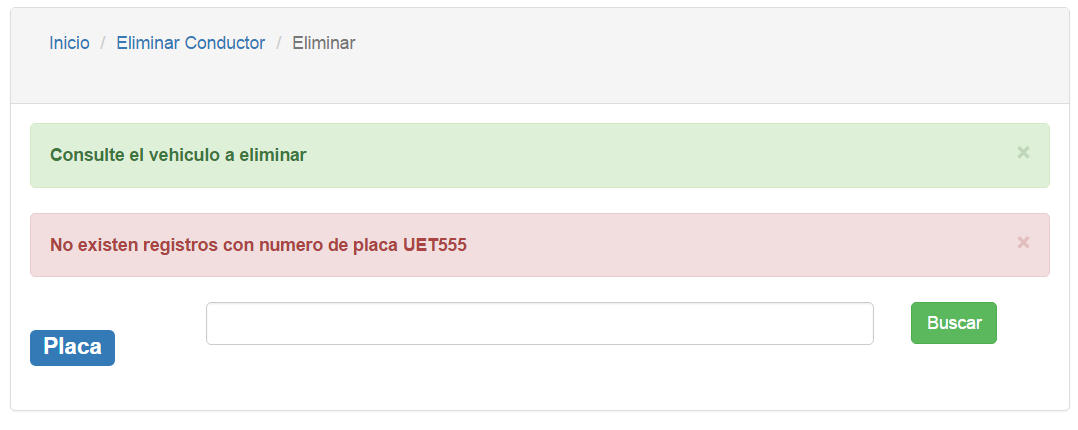 Inicio / Eliminar Conductor / Eliminar
Consulte el vehiculo a eliminar ×
No existen registros con numero de placa UET555 ×
Placa Buscar